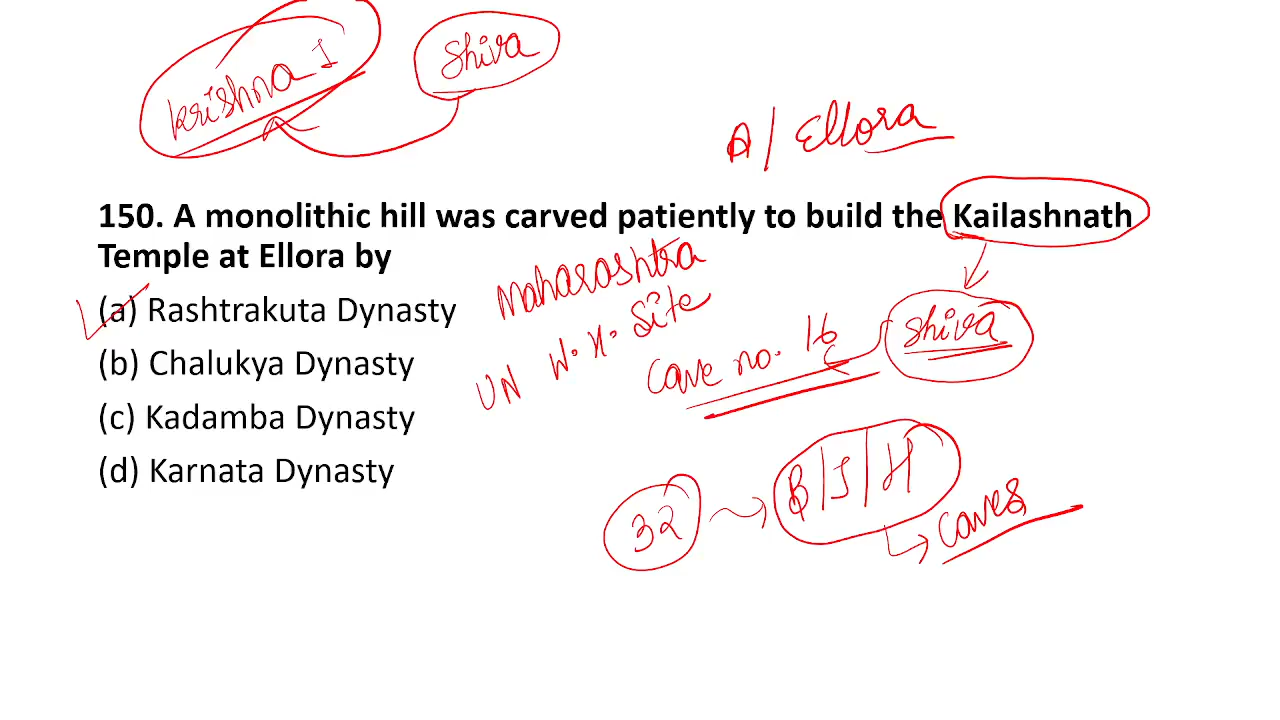 Krishna I
Shiva
A / Ellora
150. A monolithic hill was carved patiently to build the Kailashnath
Temple at Ellora by
(a) Rashtrakuta Dynasty
(b) Chalukya Dynasty
(c) Kadamba Dynasty
(d) Karnata Dynasty
Maharashtra
UN W.H. Site
Cave no. 16
Shiva
32
B | J | H
Caves